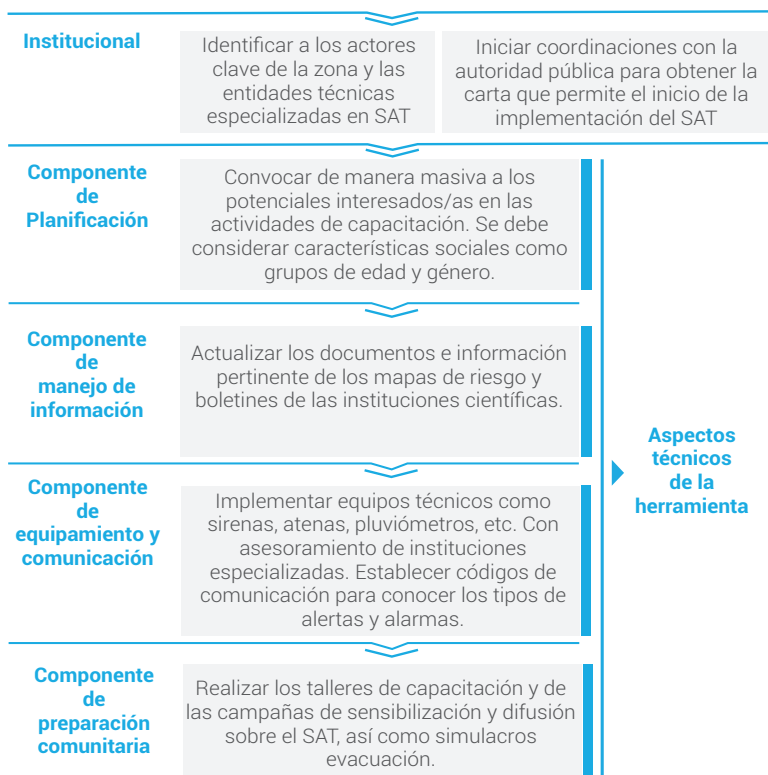 Institucional
Identificar a los actores
clave de la zona y las
entidades técnicas
especializadas en SAT
Iniciar coordinaciones con la
autoridad pública para obtener la
carta que permite el inicio de la
implementación del SAT
Componente
de
Planificación
Convocar de manera masiva a los
potenciales interesados/as en las
actividades de capacitación. Se debe
considerar características sociales como
grupos de edad y género.
Componente
de
manejo de
información
Actualizar los documentos e información
pertinente de los mapas de riesgo y
boletines de las instituciones científicas.
Componente
de
equipamiento y
comunicación
Implementar equipos técnicos como
sirenas, atenas, pluviómetros, etc. Con
asesoramiento de instituciones
especializadas. Establecer códigos de
comunicación para conocer los tipos de
alertas y alarmas.
Componente
de
preparación
comunitaria
Realizar los talleres de capacitación y de
las campañas de sensibilización y difusión
sobre el SAT, así como simulacros
evacuación.
Aspectos
técnicos
de la
herramienta